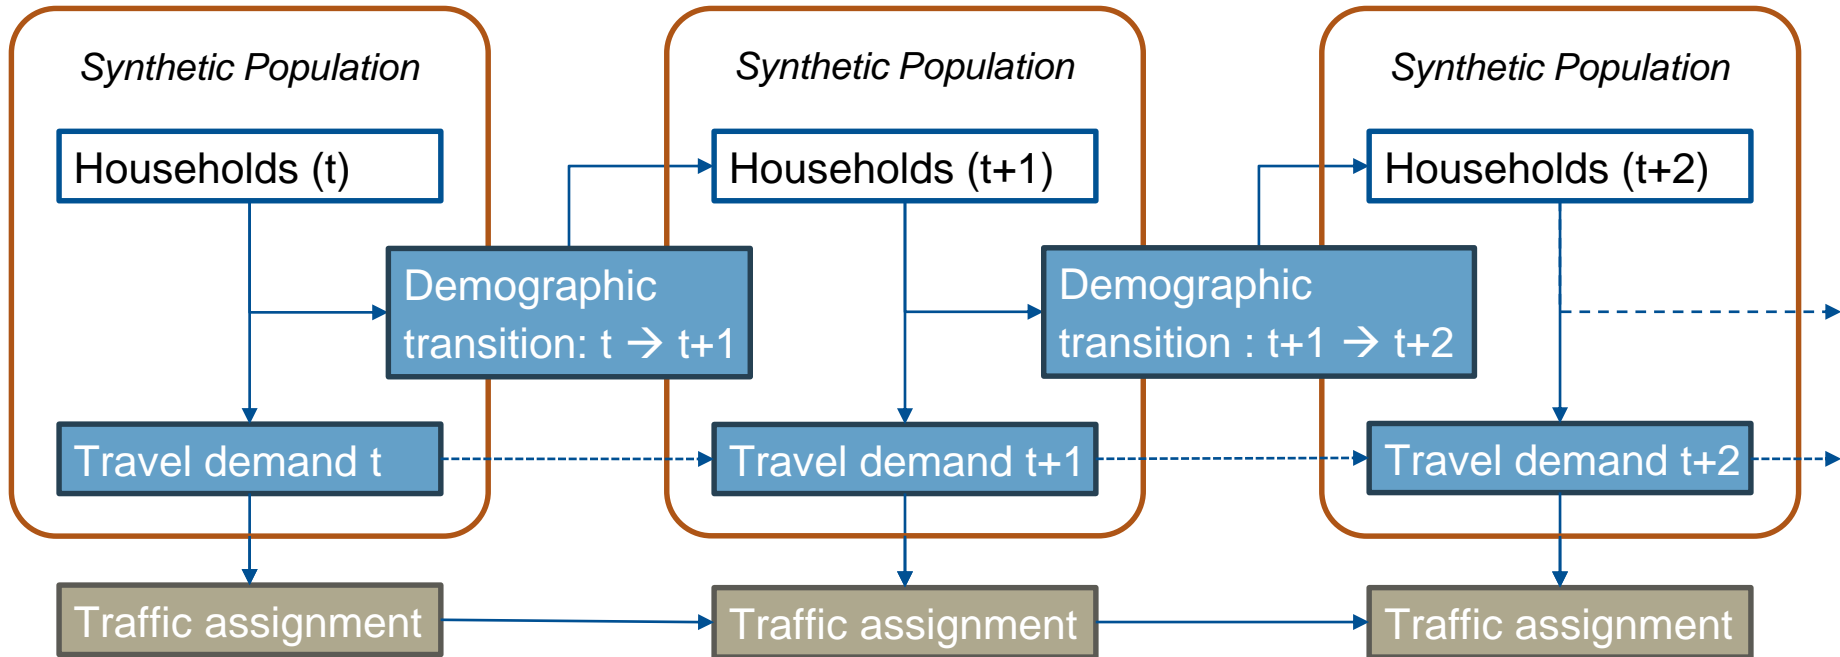 Synthetic Population
Synthetic Population
Synthetic Population
Households (t)
Households (t+1)
Households (t+2)
Demographic
transition: t → t+1
Demographic
transition : t+1 → t+2
Travel demand t
Travel demand t+1
Travel demand t+2
Traffic assignment
Traffic assignment
Traffic assignment